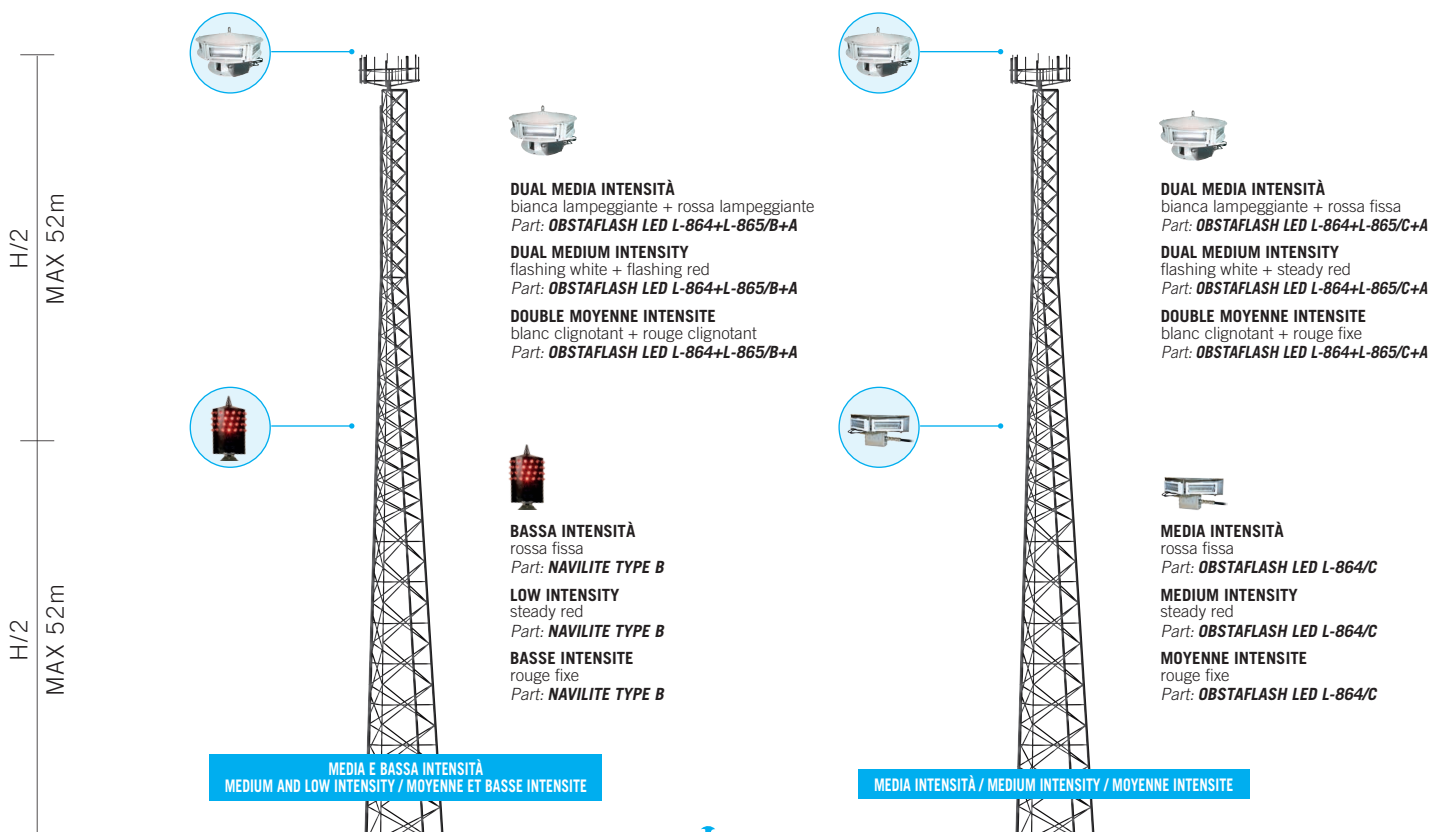 H/2
MAX 52m
H/2
MAX 52m
DUAL MEDIA INTENSITÀ
bianca lampeggiante + rossa lampeggiante
Part: OBSTAFLASH LED L-864+L-865/B+A
DUAL MEDIUM INTENSITY
flashing white + flashing red
Part: OBSTAFLASH LED L-864+L-865/B+A
DOUBLE MOYENNE INTENSITE
blanc clignotant + rouge clignotant
Part: OBSTAFLASH LED L-864+L-865/B+A
BASSA INTENSITÀ
rossa fissa
Part: NAVILITE TYPE B
LOW INTENSITY
steady red
Part: NAVILITE TYPE B
BASSE INTENSITE
rouge fixe
Part: NAVILITE TYPE B
MEDIA E BASSA INTENSITÀ
MEDIUM AND LOW INTENSITY / MOYENNE ET BASSE INTENSITE
DUAL MEDIA INTENSITÀ
bianca lampeggiante + rossa fissa
Part: OBSTAFLASH LED L-864+L-865/C+A
DUAL MEDIUM INTENSITY
flashing white + steady red
Part: OBSTAFLASH LED L-864+L-865/C+A
DOUBLE MOYENNE INTENSITE
blanc clignotant + rouge fixe
Part: OBSTAFLASH LED L-864+L-865/C+A
MEDIA INTENSITÀ
rossa fissa
Part: OBSTAFLASH LED L-864/C
MEDIUM INTENSITY
steady red
Part: OBSTAFLASH LED L-864/C
MOYENNE INTENSITE
rouge fixe
Part: OBSTAFLASH LED L-864/C
MEDIA INTENSITÀ / MEDIUM INTENSITY / MOYENNE INTENSITE